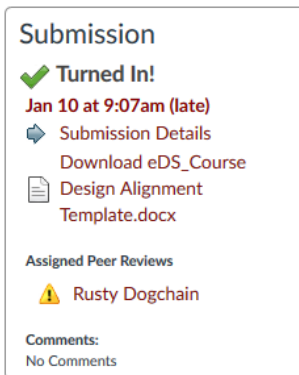 Submission
Turned In!
Jan 10 at 9:07am (late)
Submission Details
Download eDS_Course
Design Alignment
Template.docx
Assigned Peer Reviews
Rusty Dogchain
Comments:
No Comments